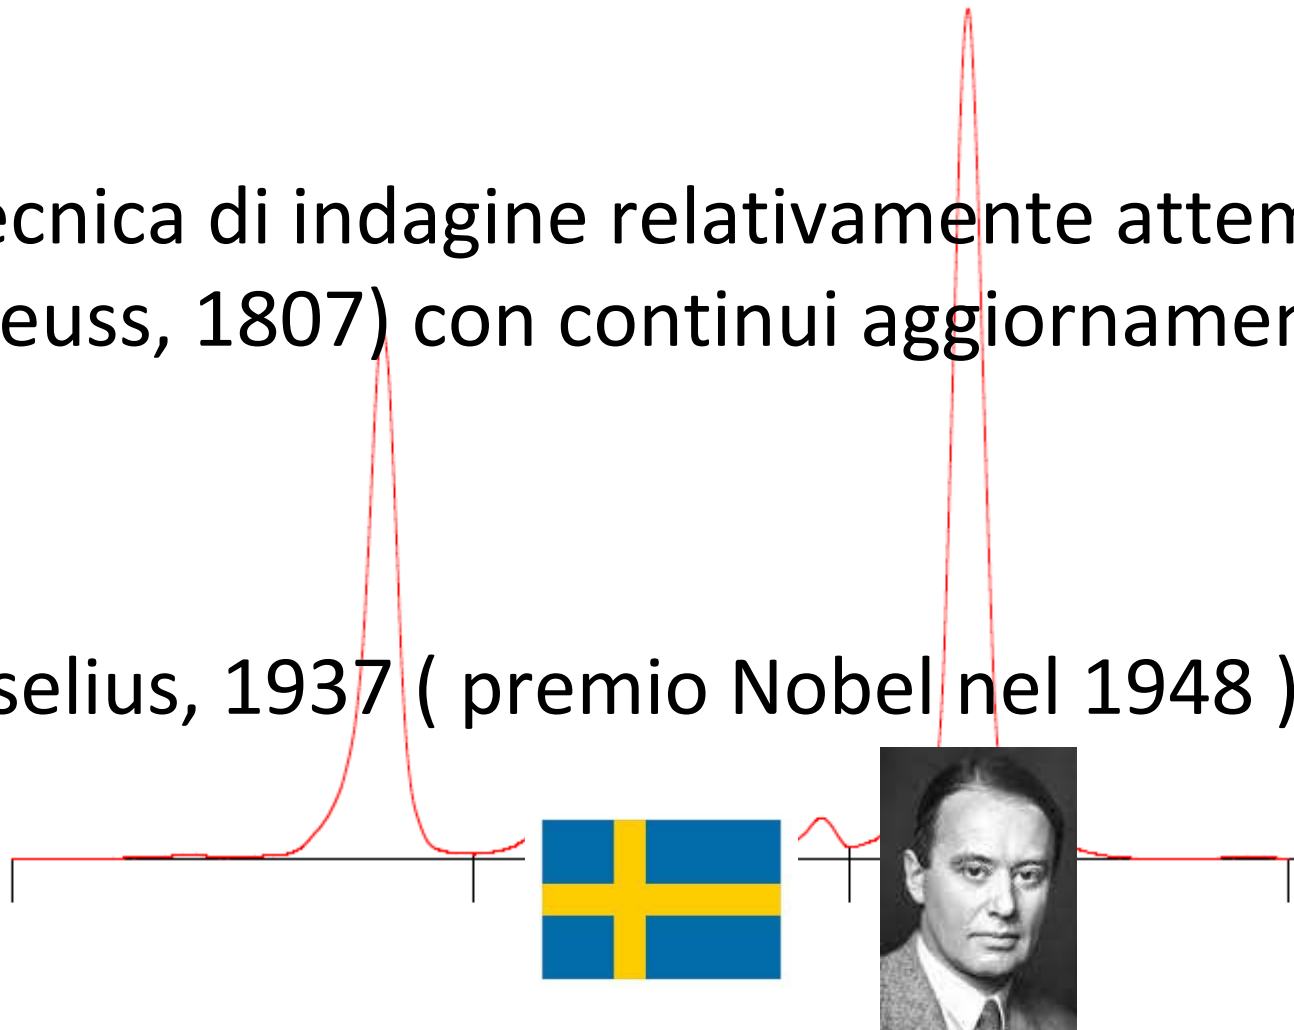 ecnica di indagine relativamente attem
euss, 1807) con continui aggiornamen
selius, 1937 ( premio Nobel nel 1948 )